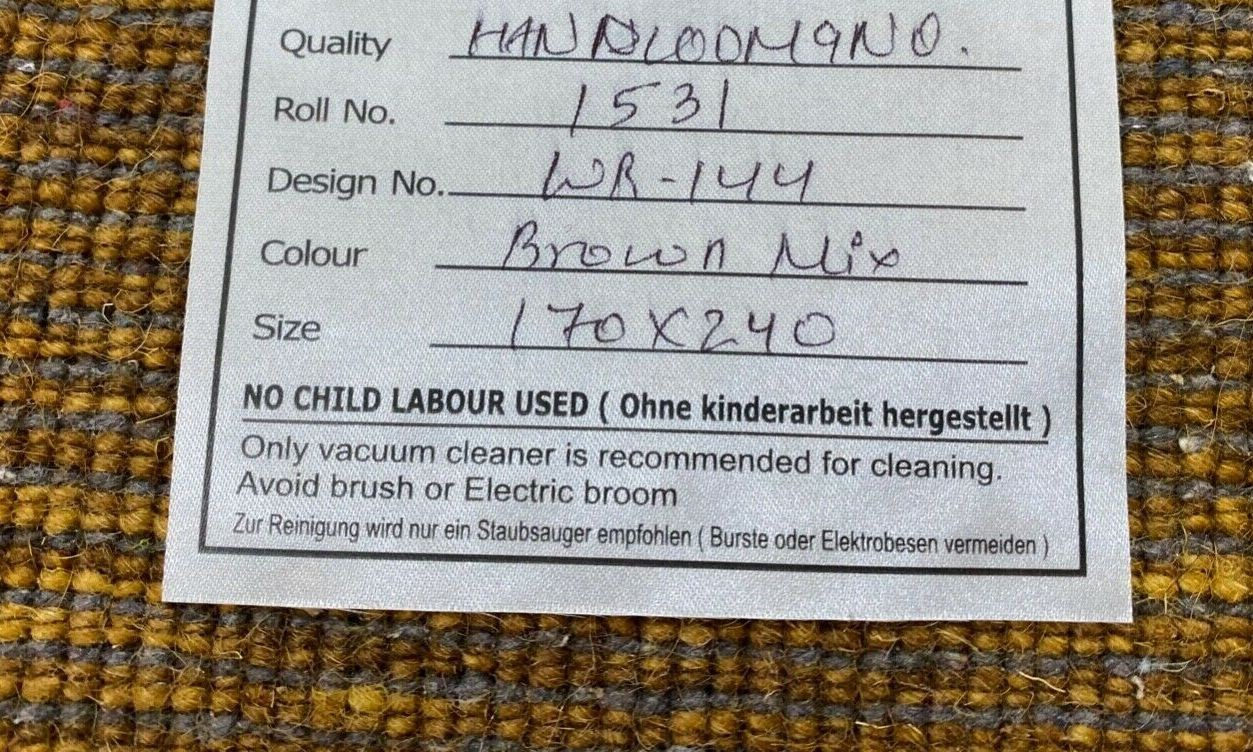 Quality HANDLOOM9NO.
Roll No. 1531
Design No. WR-144
Colour Brown Mix
Size 170X240
NO CHILD LABOUR USED ( Ohne kinderarbeit hergestellt )
Only vacuum cleaner is recommended for cleaning.
Avoid brush or Electric broom
Zur Reinigung wird nur ein Staubsauger empfohlen ( Burste oder Elektrobesen vermeiden )